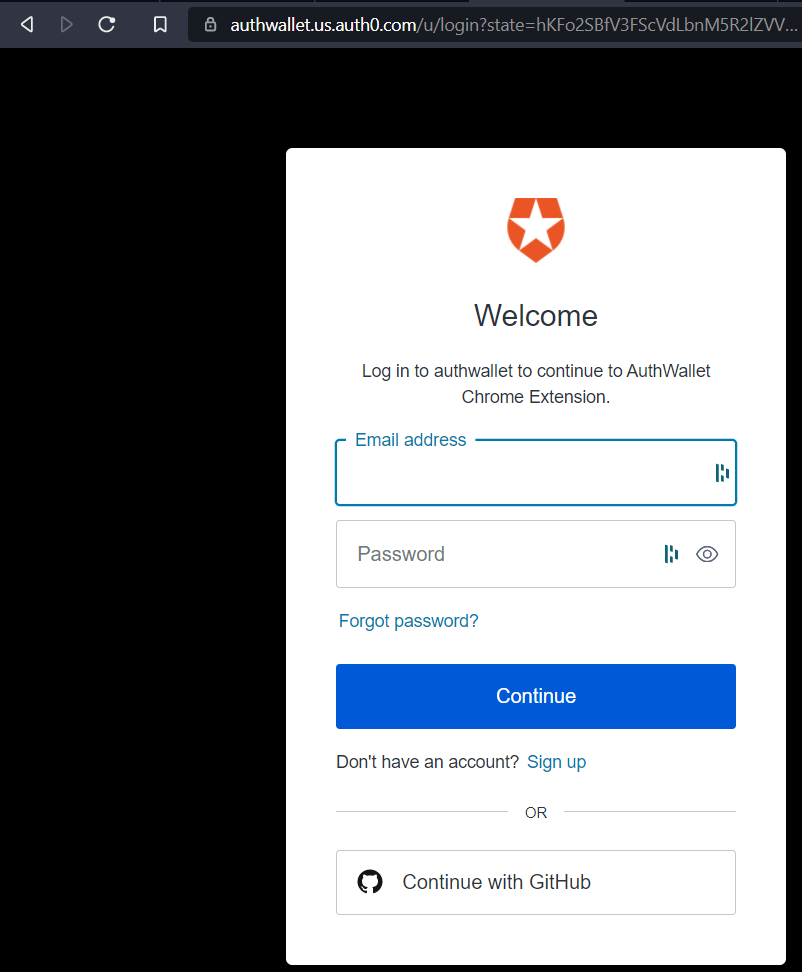 authwallet.us.auth0.com/u/login?state=hKFo2SBfV3FScVdLbnM5R2lZVV...
Welcome
Log in to authwallet to continue to AuthWallet
Chrome Extension.
Email address
Password
Forgot password?
Continue
Don't have an account? Sign up
OR
Continue with GitHub